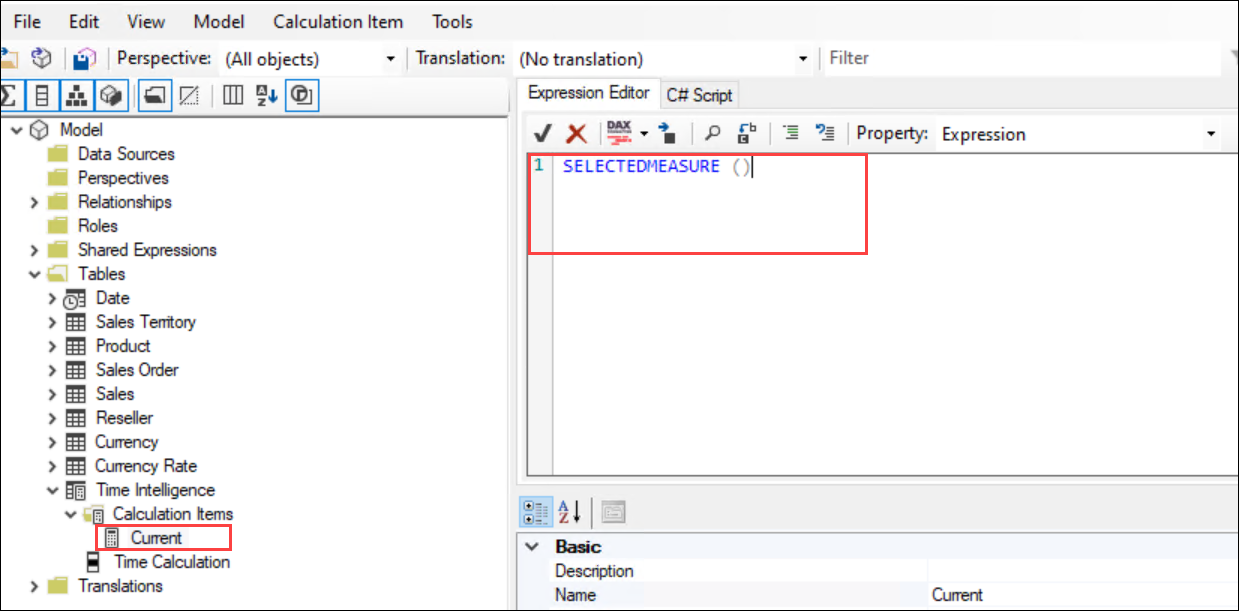 File Edit View Model Calculation Item Tools
Perspective: (All objects) Translation: (No translation) Filter
Expression Editor C# Script
DAX Property: Expression
Model
Data Sources
Perspectives
Relationships
Roles
Shared Expressions
Tables
Date
Sales Territory
Product
Sales Order
Sales
Reseller
Currency
Currency Rate
Time Intelligence
Calculation Items
Current
Time Calculation
Translations
1 SELECTEDMEASURE ()
Basic
Description
Name Current